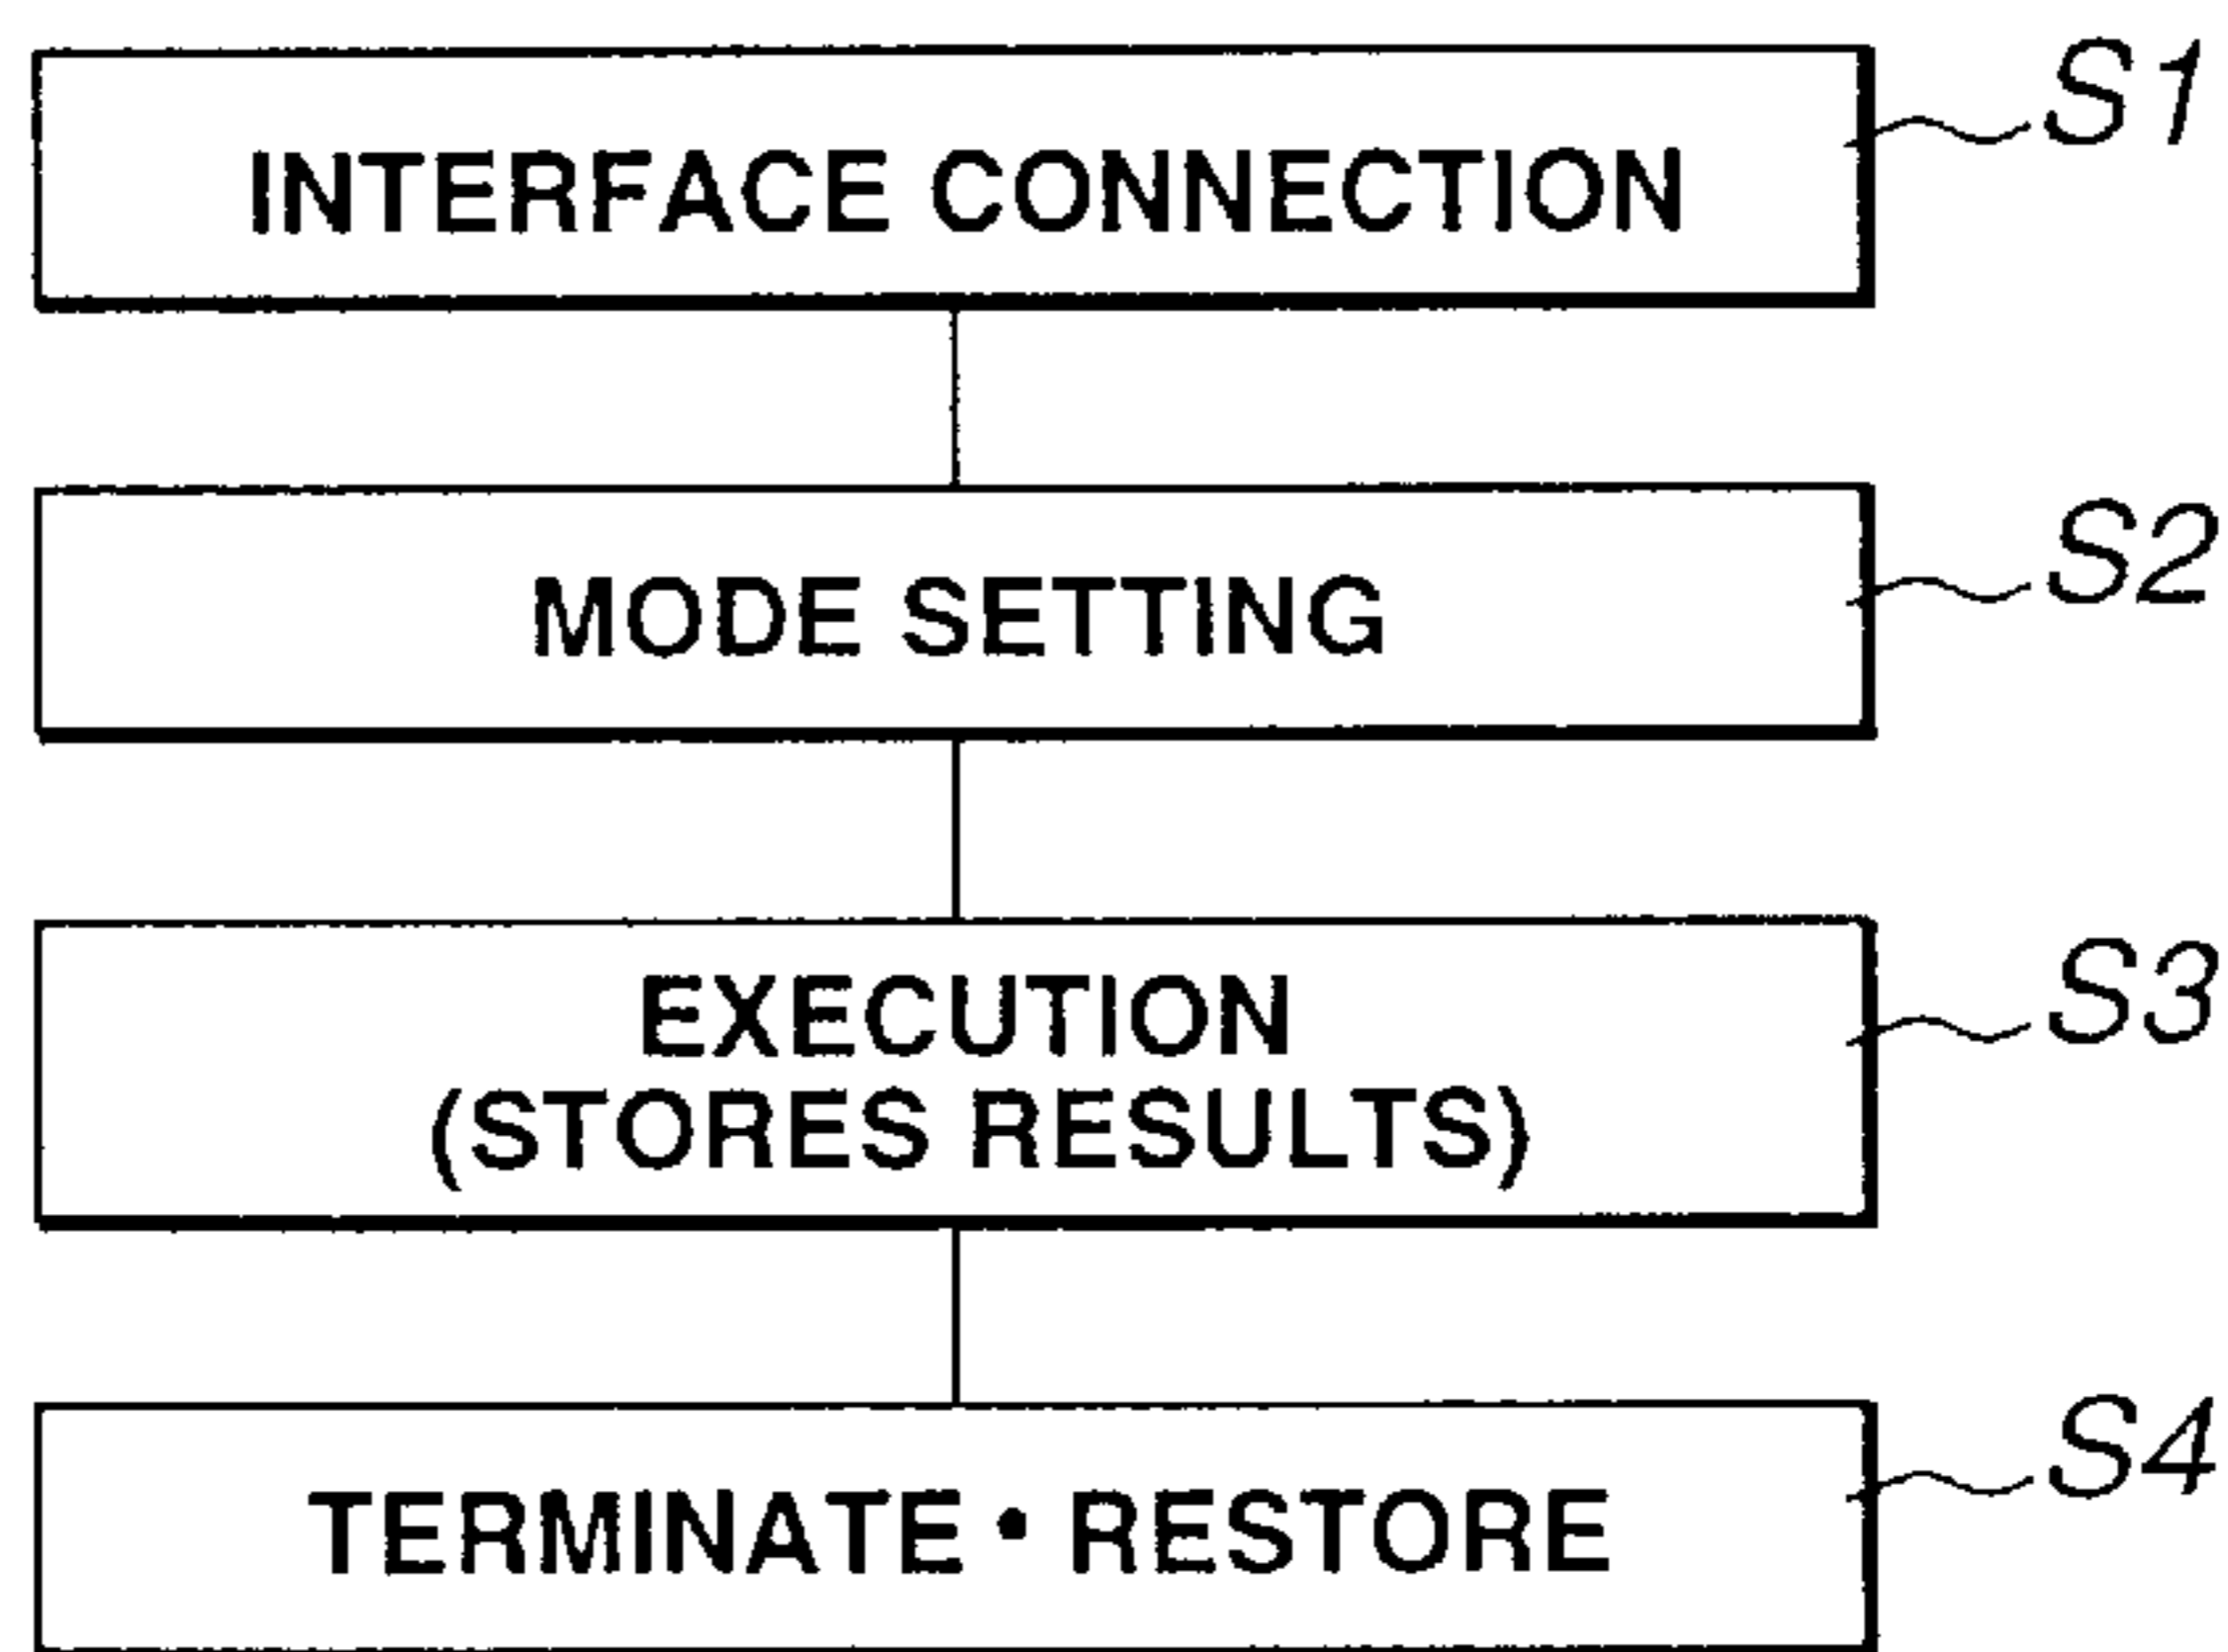 INTERFACE CONNECTION S1
MODE SETTING S2
EXECUTION S3
(STORES RESULTS)
TERMINATE • RESTORE S4